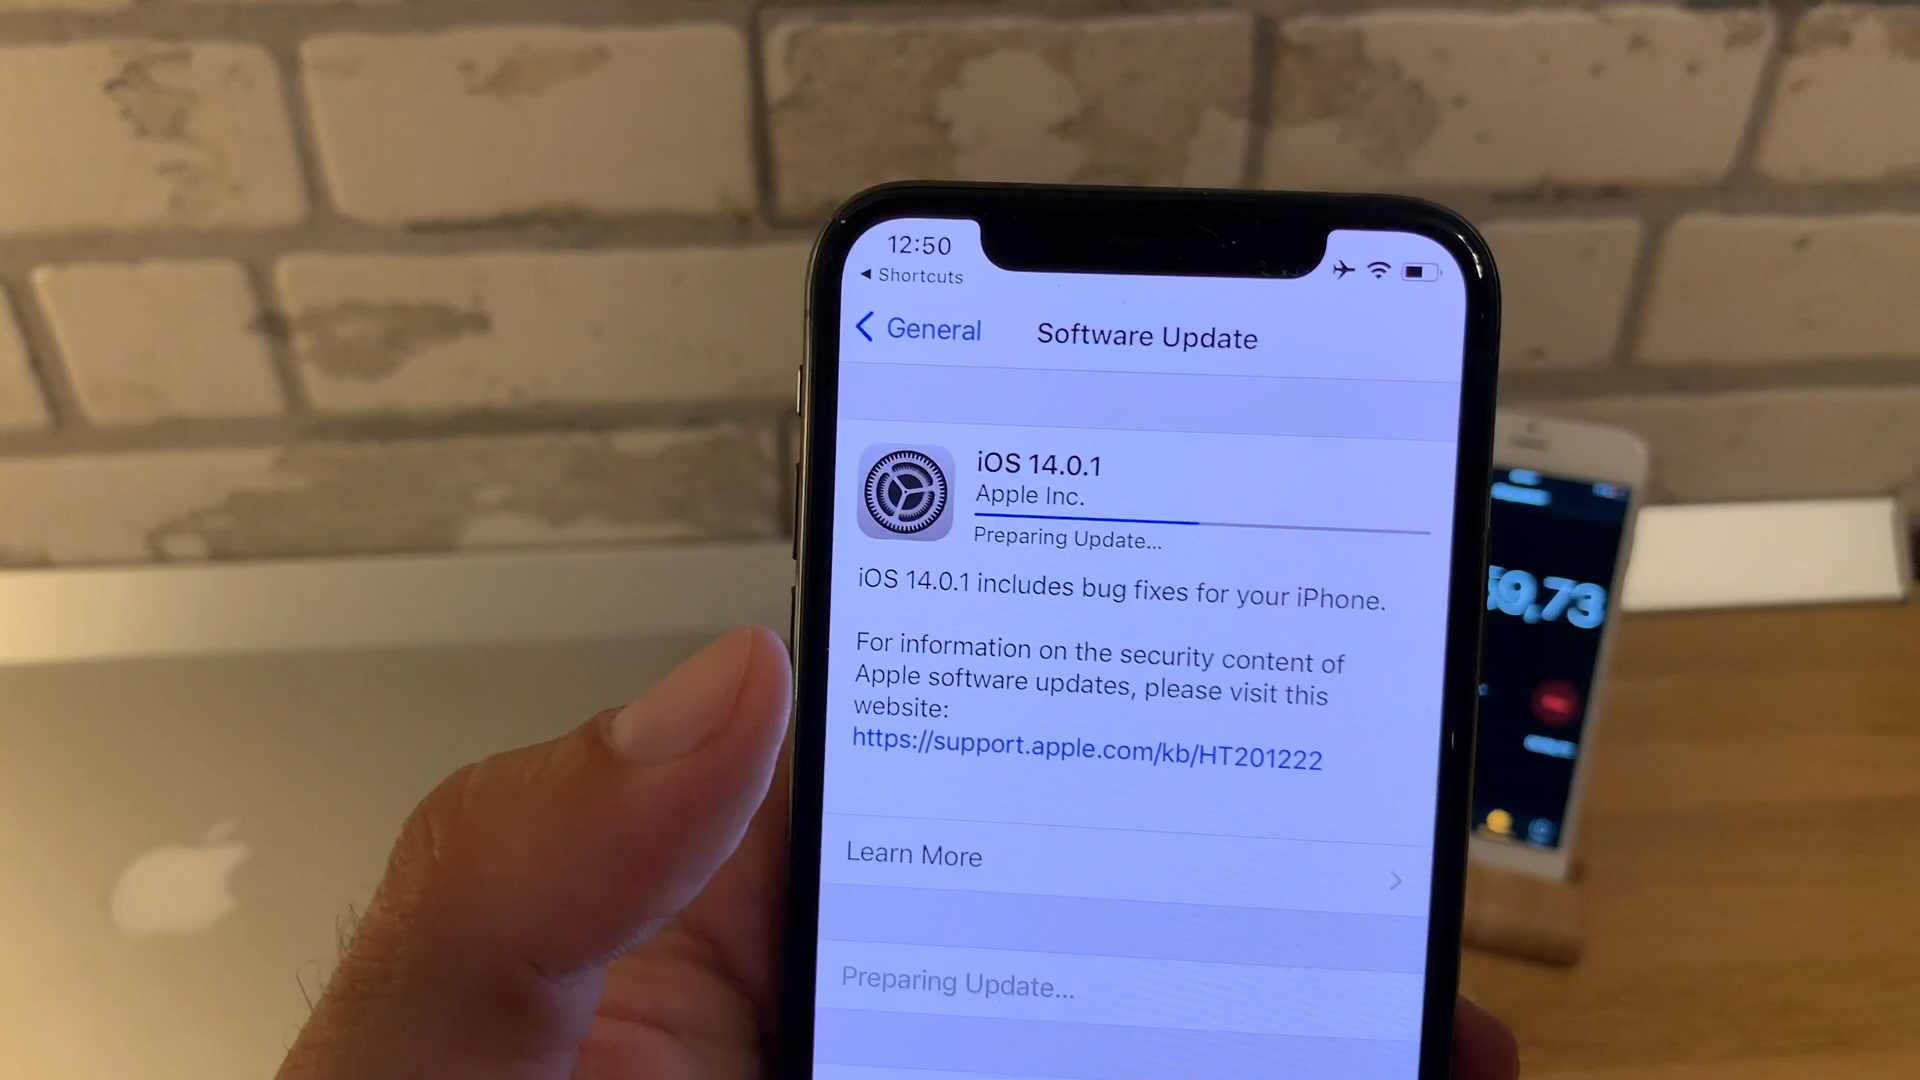 12:50
◀ Shortcuts
General
Software Update
iOS 14.0.1
Apple Inc.
Preparing Update...
iOS 14.0.1 includes bug fixes for your iPhone.
For information on the security content of
Apple software updates, please visit this
website:
https://support.apple.com/kb/HT201222
Learn More
Preparing Update...
59,73